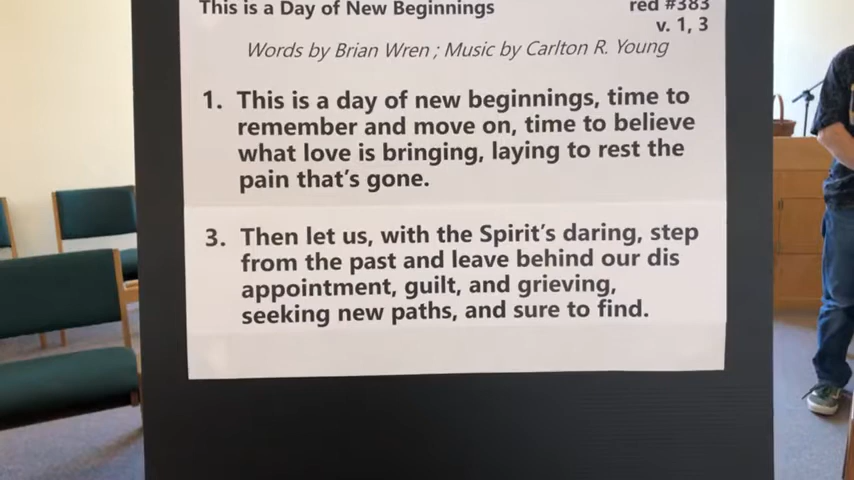 This is a Day of New Beginnings
red #383
v. 1, 3
Words by Brian Wren ; Music by Carlton R. Young
1. This is a day of new beginnings, time to
remember and move on, time to believe
what love is bringing, laying to rest the
pain that's gone.
3. Then let us, with the Spirit's daring, step
from the past and leave behind our dis
appointment, guilt, and grieving,
seeking new paths, and sure to find.